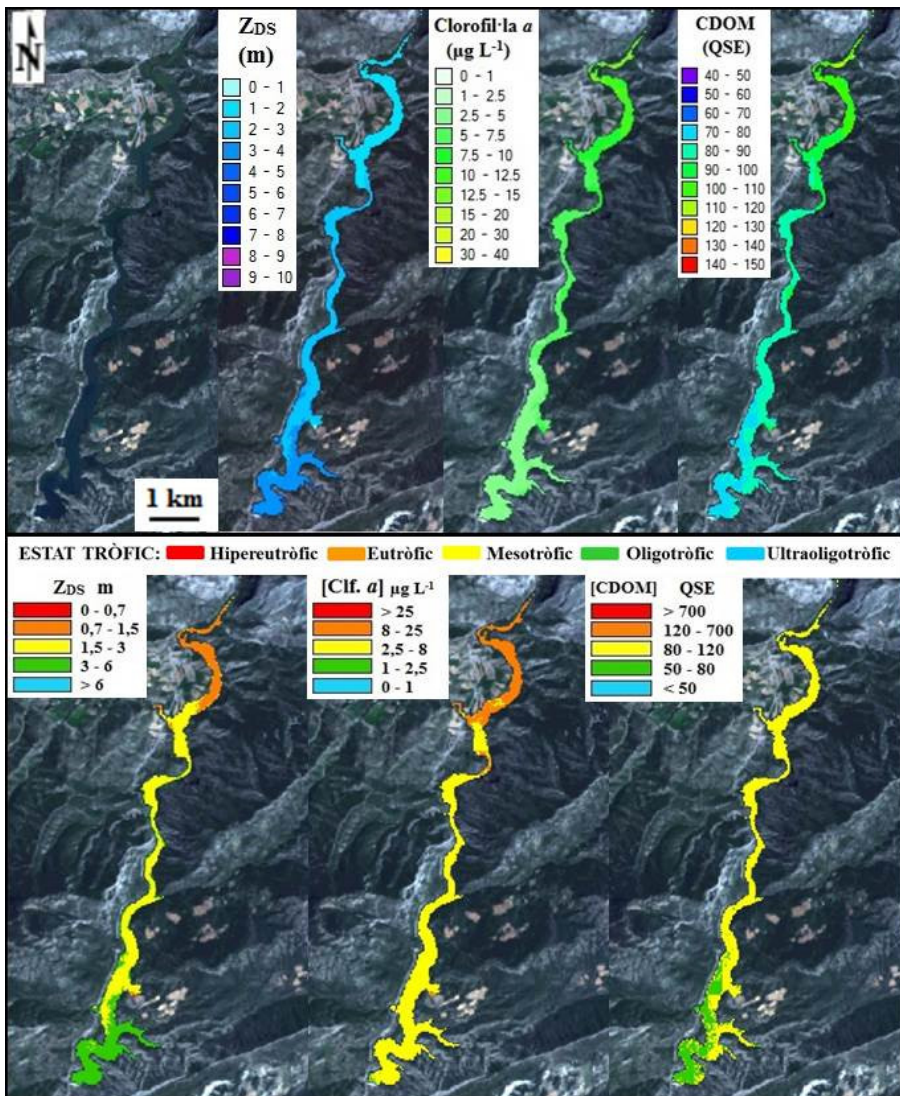 N
1 km
ZDS
(m)
0 - 1
1 - 2
2 - 3
3 - 4
4 - 5
5 - 6
6 - 7
7 - 8
8 - 9
9 - 10
Clorofil·la a
(µg L-1)
0 - 1
1 - 2.5
2.5 - 5
5 - 7.5
7.5 - 10
10 - 12.5
12.5 - 15
15 - 20
20 - 30
30 - 40
CDOM
(QSE)
40 - 50
50 - 60
60 - 70
70 - 80
80 - 90
90 - 100
100 - 110
110 - 120
120 - 130
130 - 140
140 - 150
ESTAT TRÒFIC: Hipereutròfic Eutròfic Mesotròfic Oligotròfic Ultraoligotròfic
ZDS m
0 - 0,7
0,7 - 1,5
1,5 - 3
3 - 6
> 6
[Clf. a] µg L-1
> 25
8 - 25
2,5 - 8
1 - 2,5
0 - 1
[CDOM] QSE
> 700
120 - 700
80 - 120
50 - 80
< 50